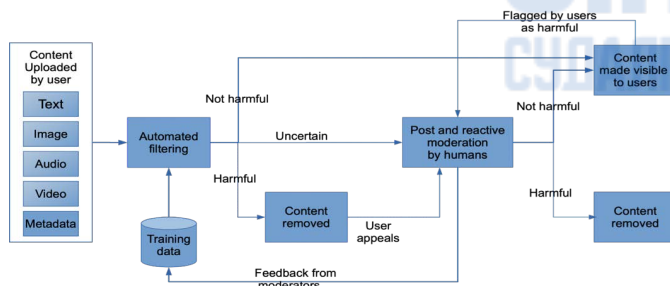 Flagged by users
as harmful
Content
Uploaded
by user
Text
Image
Audio
Video
Metadata
Automated
filtering
Not harmful
Uncertain
Harmful
Content
removed
User
appeals
Training
data
Feedback from
moderators
Post and reactive
moderation
by humans
Not harmful
Harmful
Content
made visible
to users
Content
removed